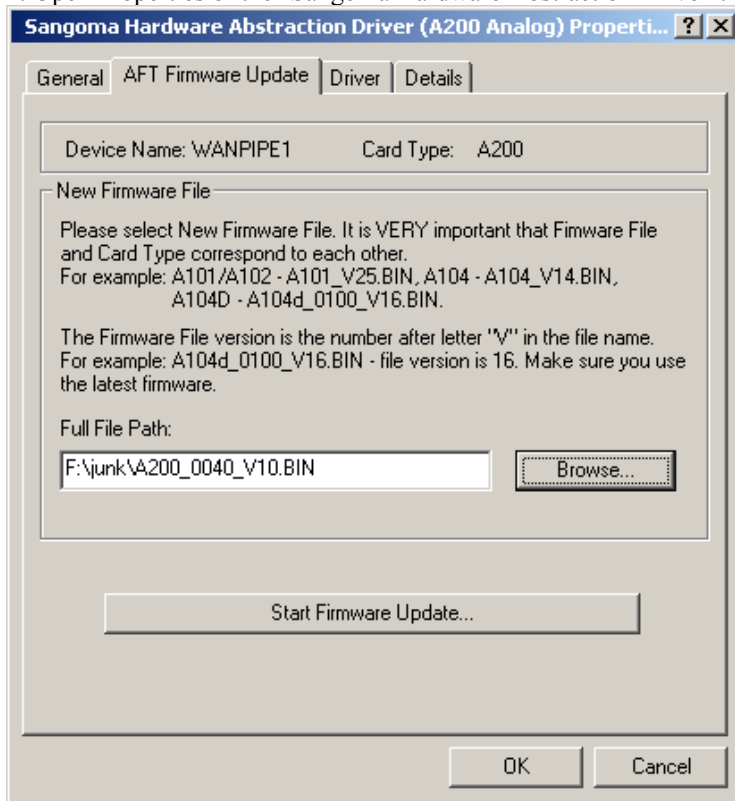 Sangoma Hardware Abstraction Driver (A200 Analog) Properti... ? X
General AFT Firmware Update Driver Details
Device Name: WANPIPE1 Card Type: A200
New Firmware File
Please select New Firmware File. It is VERY important that Fimware File
and Card Type correspond to each other.
For example: A101/A102 - A101_V25.BIN, A104 - A104_V14.BIN,
A104D - A104d_0100_V16.BIN.
The Firmware File version is the number after letter "V" in the file name.
For example: A104d_0100_V16.BIN - file version is 16. Make sure you use
the latest firmware.
Full File Path:
F:\junk\A200_0040_V10.BIN Browse...
Start Firmware Update...
OK Cancel